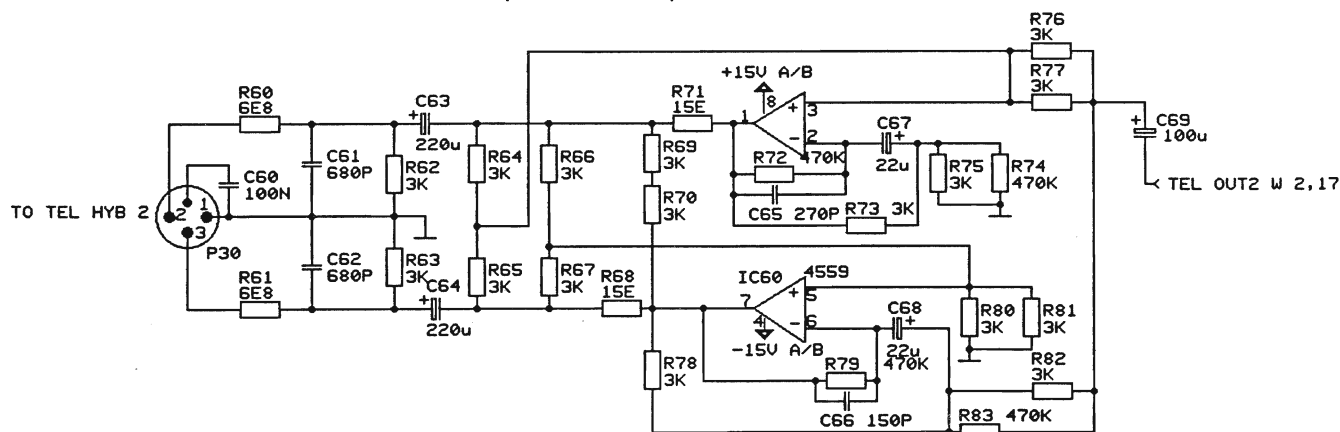 R76
3K
R77
3K
+15V A/B
R60
6E8
C63
+
220u
R71
15E
1
8
+
3
-
2
C67
+
22u
+
C69
100u
C61
680P
R62
3K
R64
3K
R66
3K
R69
3K
R72
470K
R75
3K
R74
470K
C60
100N
TEL OUT2 W 2,17
R70
3K
C65 270P
R73 3K
TO TEL HYB 2
2
1
3
P30
C62
680P
R63
3K
R65
3K
R67
3K
R68
15E
IC60
4559
7
+
5
-
6
4
R61
6E8
+
C64
220u
C68
+
22u
R80
3K
R81
3K
-15V A/B
R78
3K
R79
470K
R82
3K
C66 150P
R83 470K